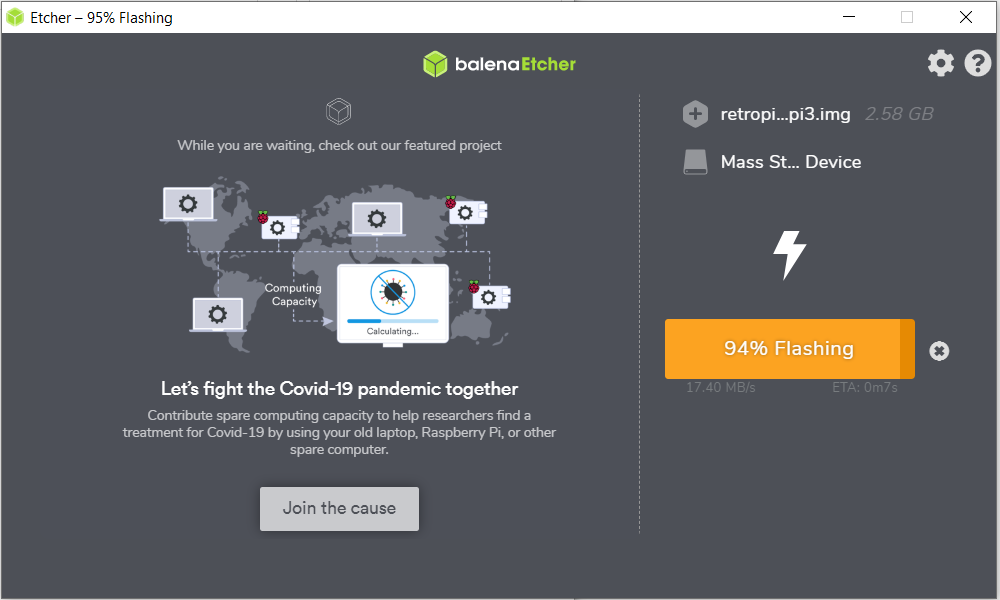 Etcher – 95% Flashing
balenaEtcher
While you are waiting, check out our featured project
Computing
Capacity
Calculating...
Let's fight the Covid-19 pandemic together
Contribute spare computing capacity to help researchers find a
treatment for Covid-19 by using your old laptop, Raspberry Pi, or other
spare computer.
Join the cause
retropi...pi3.img 2.58 GB
Mass St... Device
94% Flashing
17.40 MB/s ETA: 0m7s